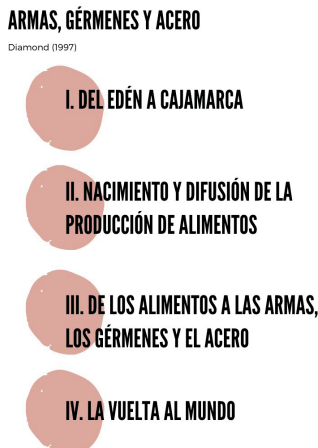 ARMAS, GÉRMENES Y ACERO
Diamond (1997)
I. DEL EDÉN A CAJAMARCA
II. NACIMIENTO Y DIFUSIÓN DE LA
PRODUCCIÓN DE ALIMENTOS
III. DE LOS ALIMENTOS A LAS ARMAS,
LOS GÉRMENES Y EL ACERO
IV. LA VUELTA AL MUNDO